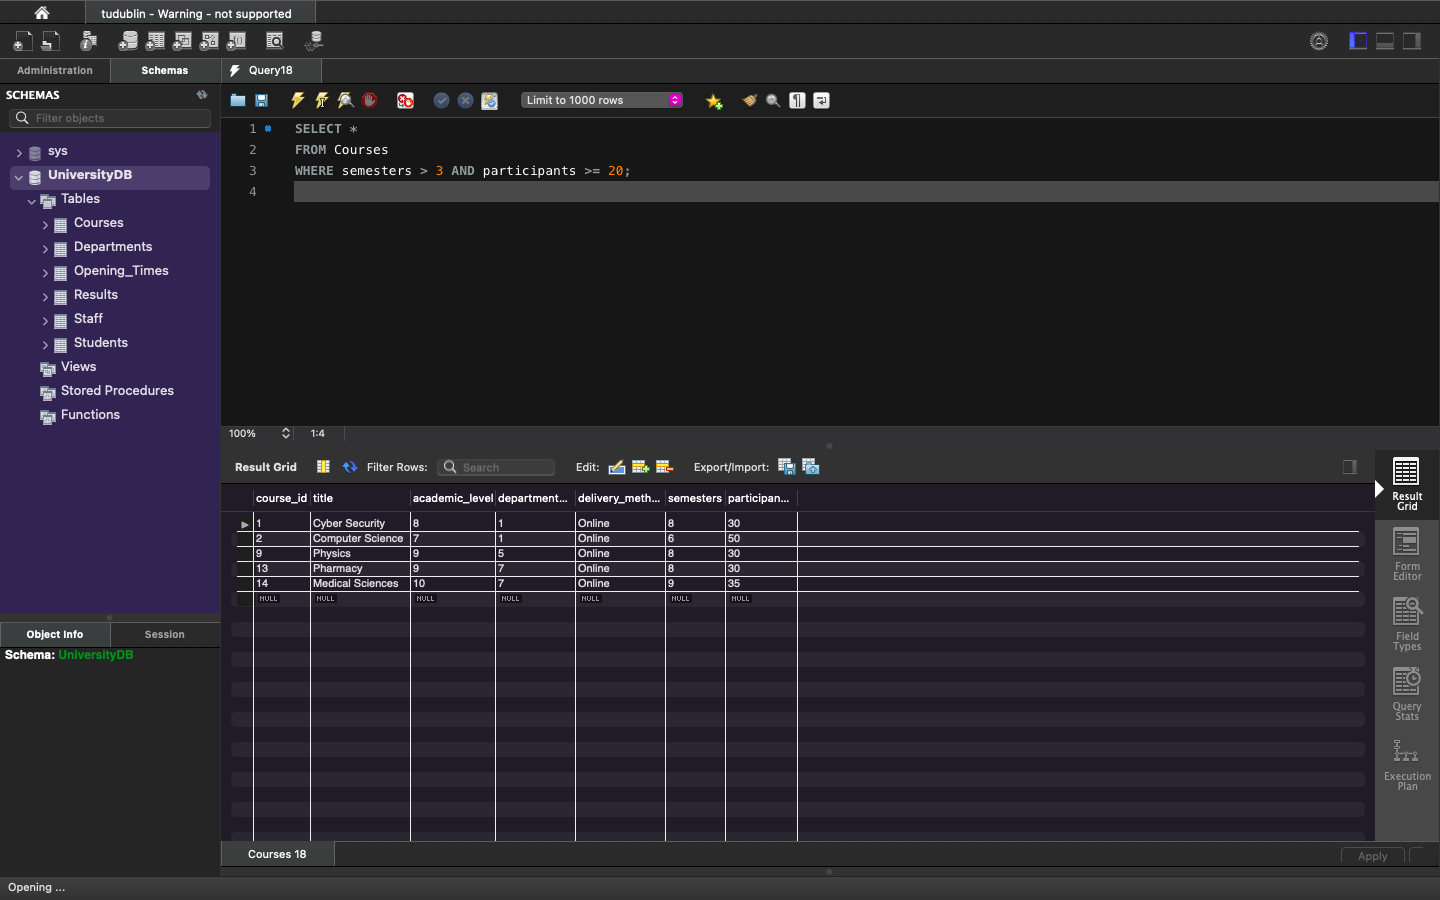 tudublin - Warning - not supported
Administration
Schemas
Query18
SCHEMAS
Filter objects
Limit to 1000 rows
sys
UniversityDB
Tables
Courses
Departments
Opening_Times
Results
Staff
Students
Views
Stored Procedures
Functions
1 SELECT *
2 FROM Courses
3 WHERE semesters > 3 AND participants >= 20;
4
100% 1:4
Result Grid Filter Rows: Search Edit: Export/Import:
course_id title academic_level department... delivery_meth... semesters participan...
1 Cyber Security 8 1 Online 8 30
2 Computer Science 7 1 Online 6 50
9 Physics 9 5 Online 8 30
13 Pharmacy 9 7 Online 8 30
14 Medical Sciences 10 7 Online 9 35
NULL NULL NULL NULL NULL NULL NULL
Result
Grid
Form
Editor
Field
Types
Query
Stats
Execution
Plan
Object Info
Session
Schema: UniversityDB
Courses 18
Apply
Opening ...